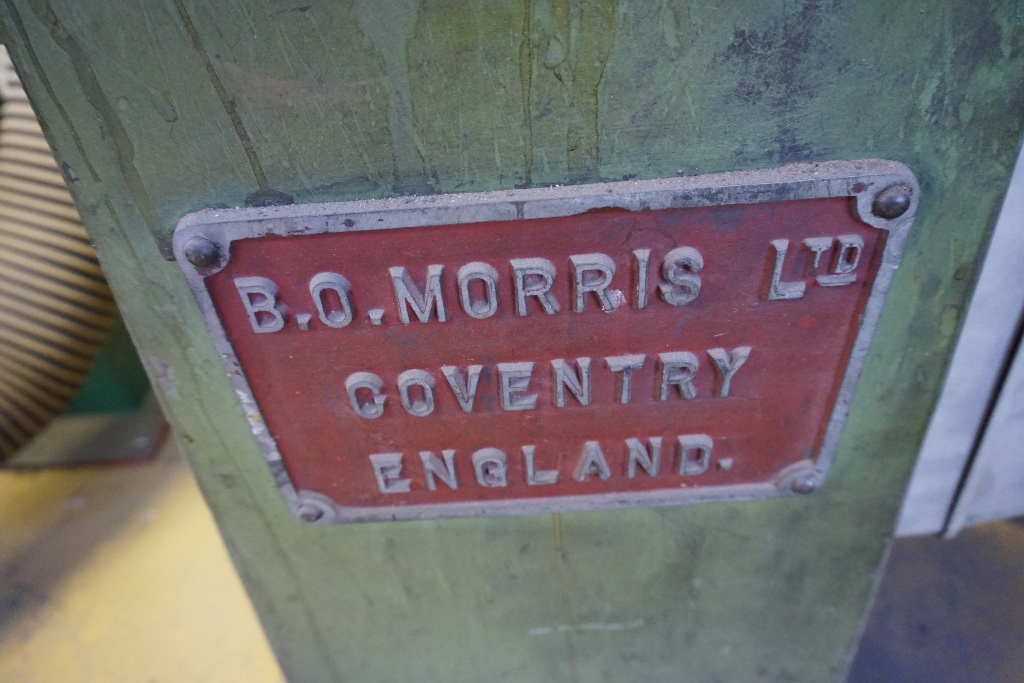 B.O.MORRIS LTD
COVENTRY
ENGLAND.